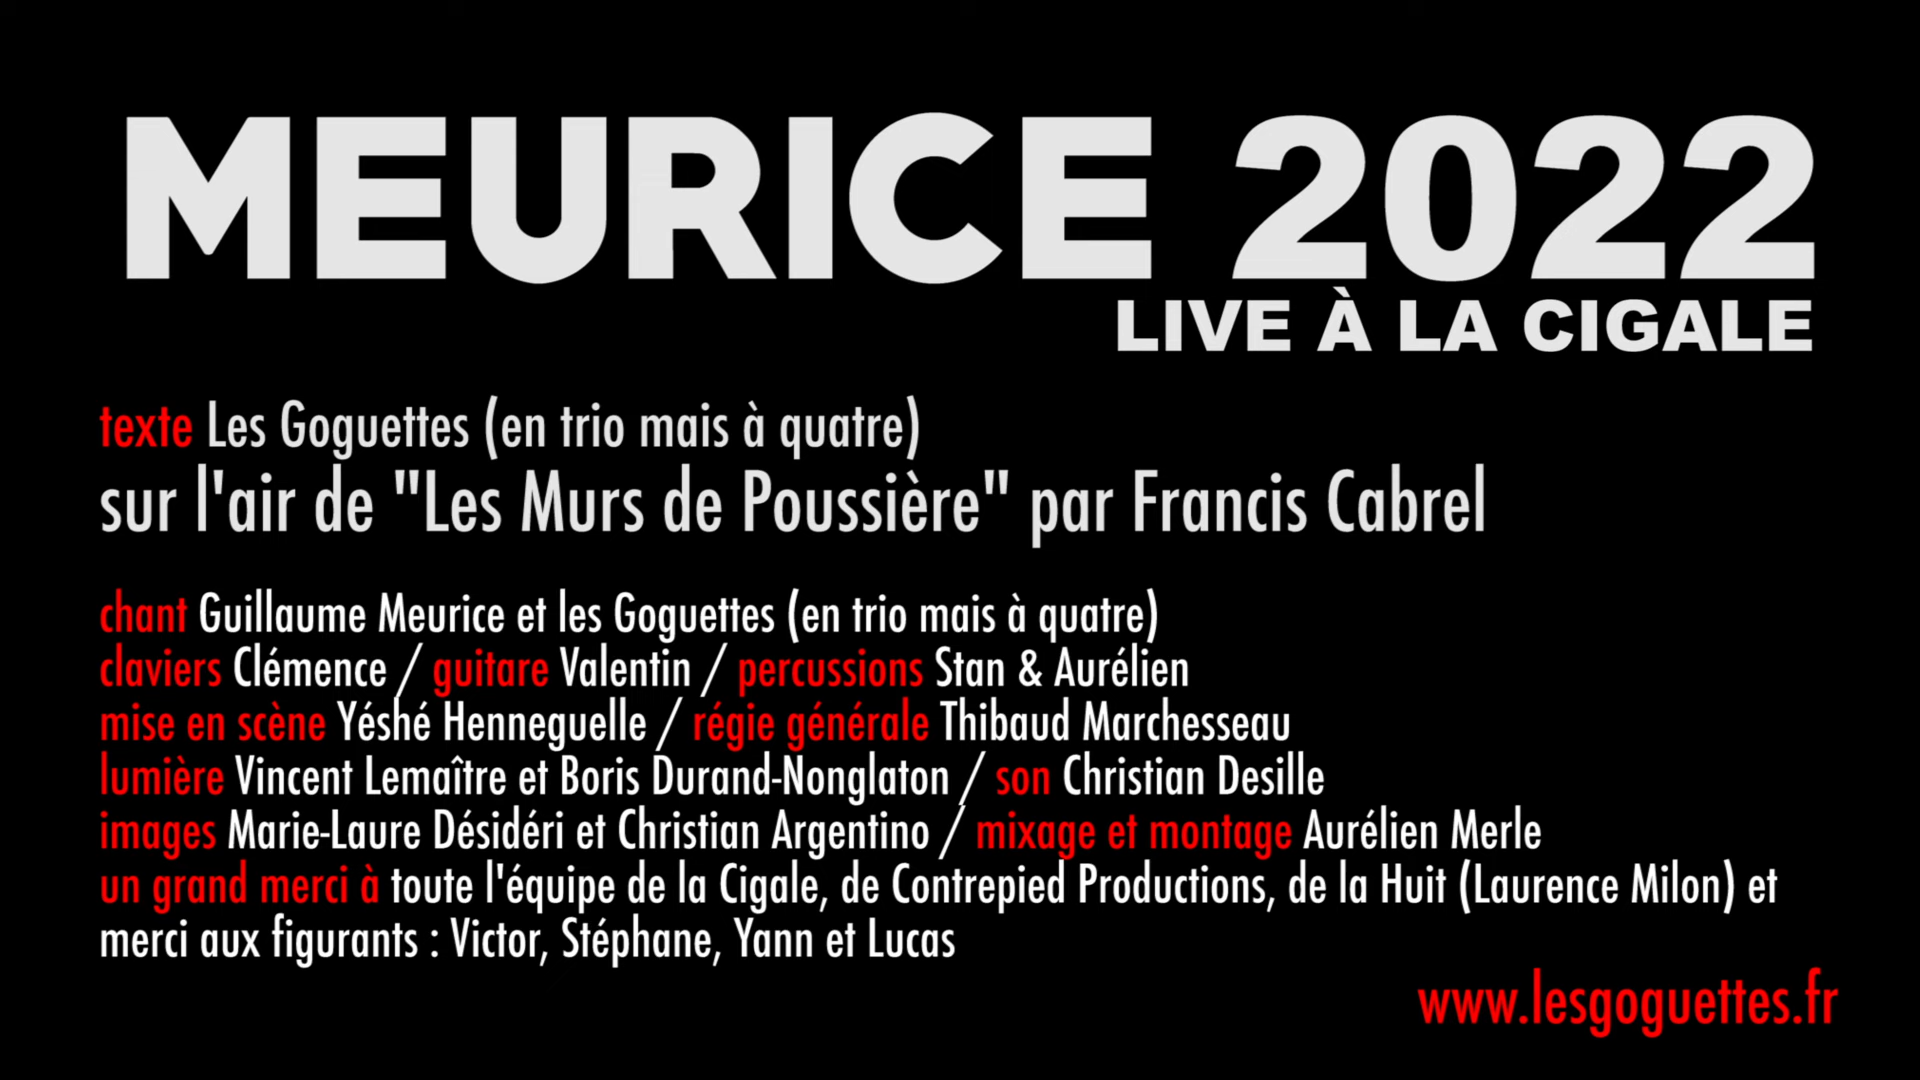 MEURICE 2022
LIVE À LA CIGALE
texte Les Goguettes (en trio mais à quatre)
sur l'air de "Les Murs de Poussière" par Francis Cabrel
chant Guillaume Meurice et les Goguettes (en trio mais à quatre)
claviers Clémence / guitare Valentin / percussions Stan & Aurélien
mise en scène Yéshé Henneguelle / régie générale Thibaud Marchesseau
lumière Vincent Lemaître et Boris Durand-Nonglaton / son Christian Desille
images Marie-Laure Désidéri et Christian Argentino / mixage et montage Aurélien Merle
un grand merci à toute l'équipe de la Cigale, de Contrepied Productions, de la Huit (Laurence Milon) et
merci aux figurants : Victor, Stéphane, Yann et Lucas
www.lesgoguettes.fr